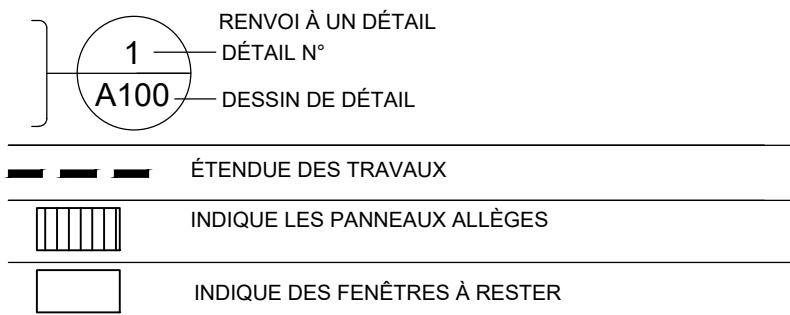 RENVOI À UN DÉTAIL
1
DÉTAIL N°
A100
DESSIN DE DÉTAIL
ÉTENDUE DES TRAVAUX
INDIQUE LES PANNEAUX ALLÈGES
INDIQUE DES FENÊTRES À RESTER